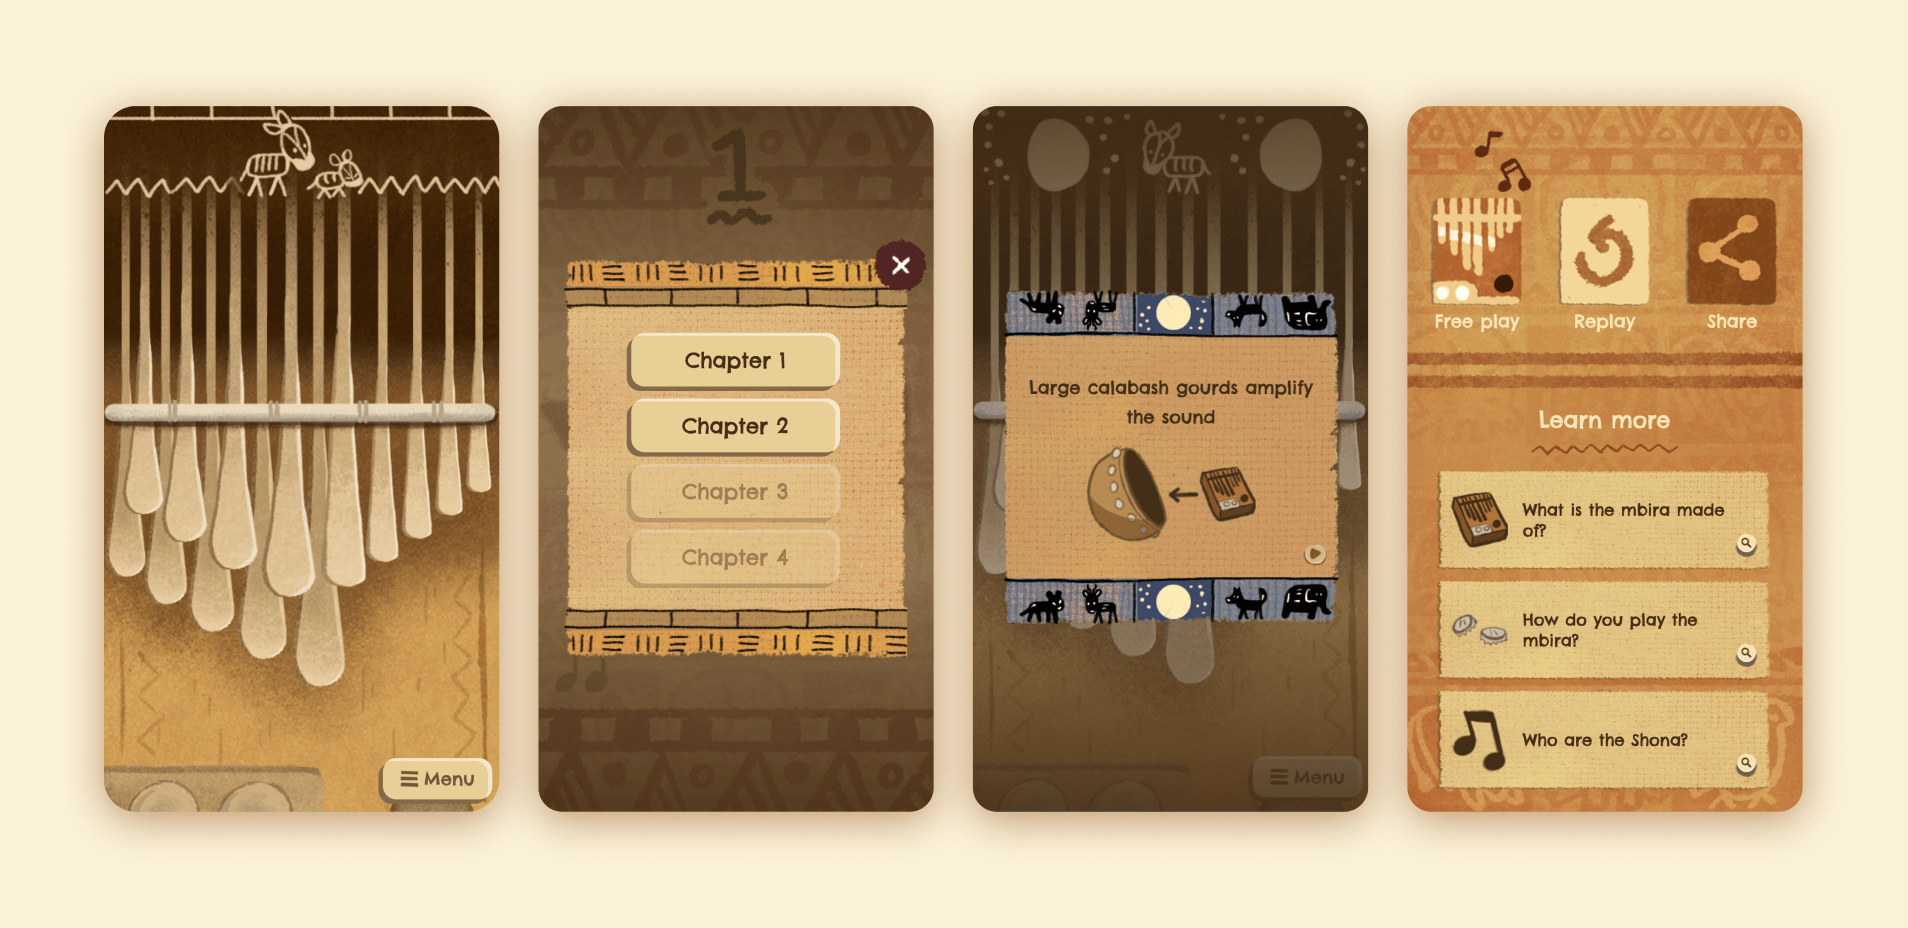 Menu
1
Chapter 1
Chapter 2
Chapter 3
Chapter 4
Large calabash gourds amplify
the sound
Menu
Free play
Replay
Share
Learn more
What is the mbira made
of?
How do you play the
mbira?
Who are the Shona?